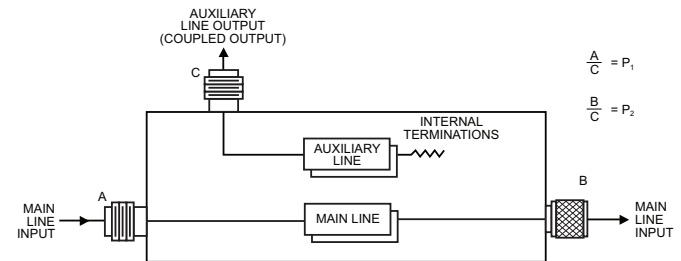 AUXILIARY
LINE OUTPUT
(COUPLED OUTPUT)
C
A/C = P₁
B/C = P₂
INTERNAL
TERMINATIONS
AUXILIARY
LINE
A
B
MAIN
LINE
INPUT
MAIN LINE
MAIN
LINE
INPUT